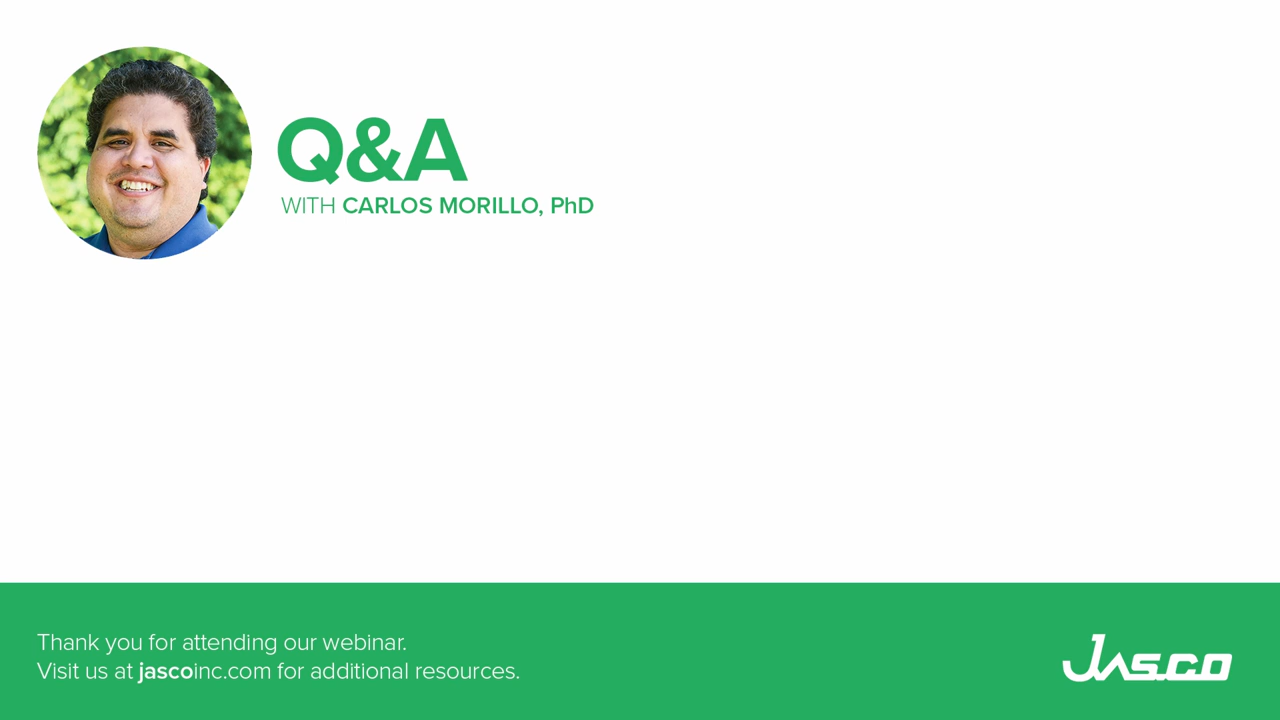 Q&A
WITH CARLOS MORILLO, PhD
Thank you for attending our webinar.
Visit us at jascoinc.com for additional resources.
Jasco